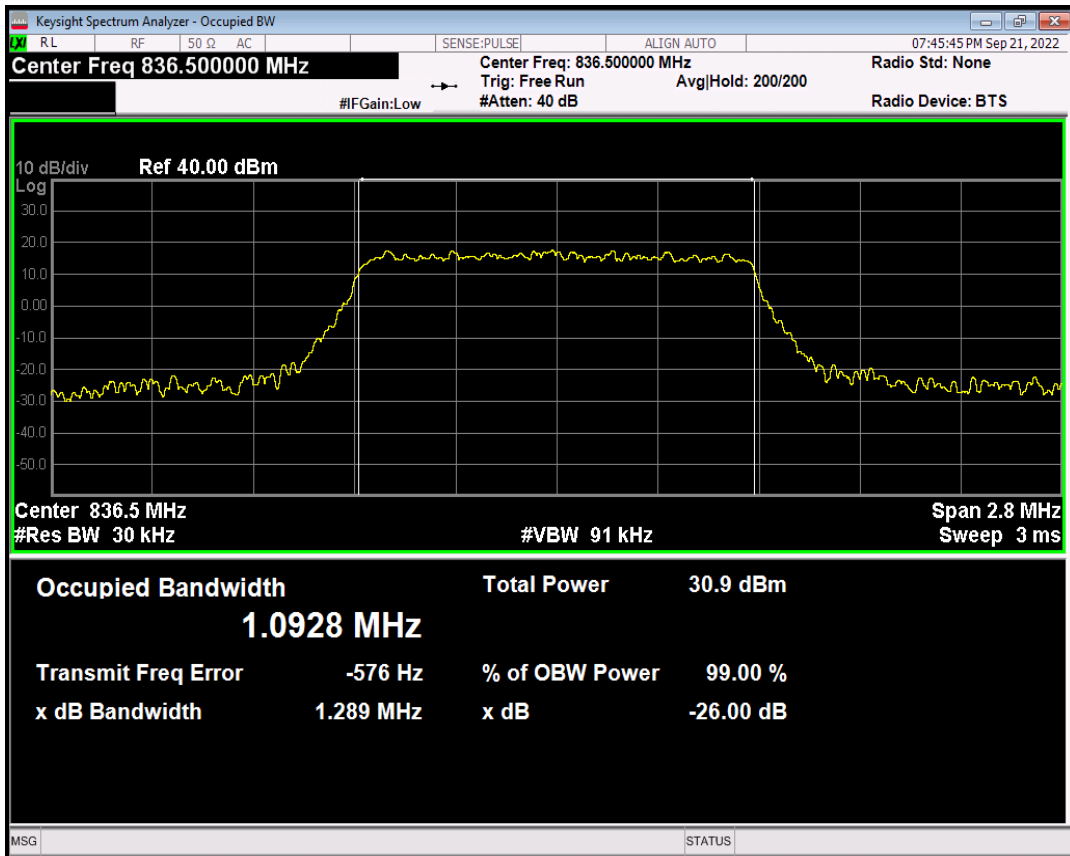 Keysight Spectrum Analyzer - Occupied BW
LXI RL RF 50 Ω AC SENSE:PULSE ALIGN AUTO 07:45:45 PM Sep 21, 2022
Center Freq 836.500000 MHz Center Freq: 836.500000 MHz Radio Std: None
Trig: Free Run Avg|Hold: 200/200
#IFGain:Low #Atten: 40 dB Radio Device: BTS
10 dB/div Ref 40.00 dBm
Log
30.0
20.0
10.0
0.00
-10.0
-20.0
-30.0
-40.0
-50.0
Center 836.5 MHz Span 2.8 MHz
#Res BW 30 kHz #VBW 91 kHz Sweep 3 ms
Occupied Bandwidth Total Power 30.9 dBm
1.0928 MHz
Transmit Freq Error -576 Hz % of OBW Power 99.00 %
x dB Bandwidth 1.289 MHz x dB -26.00 dB
MSG STATUS